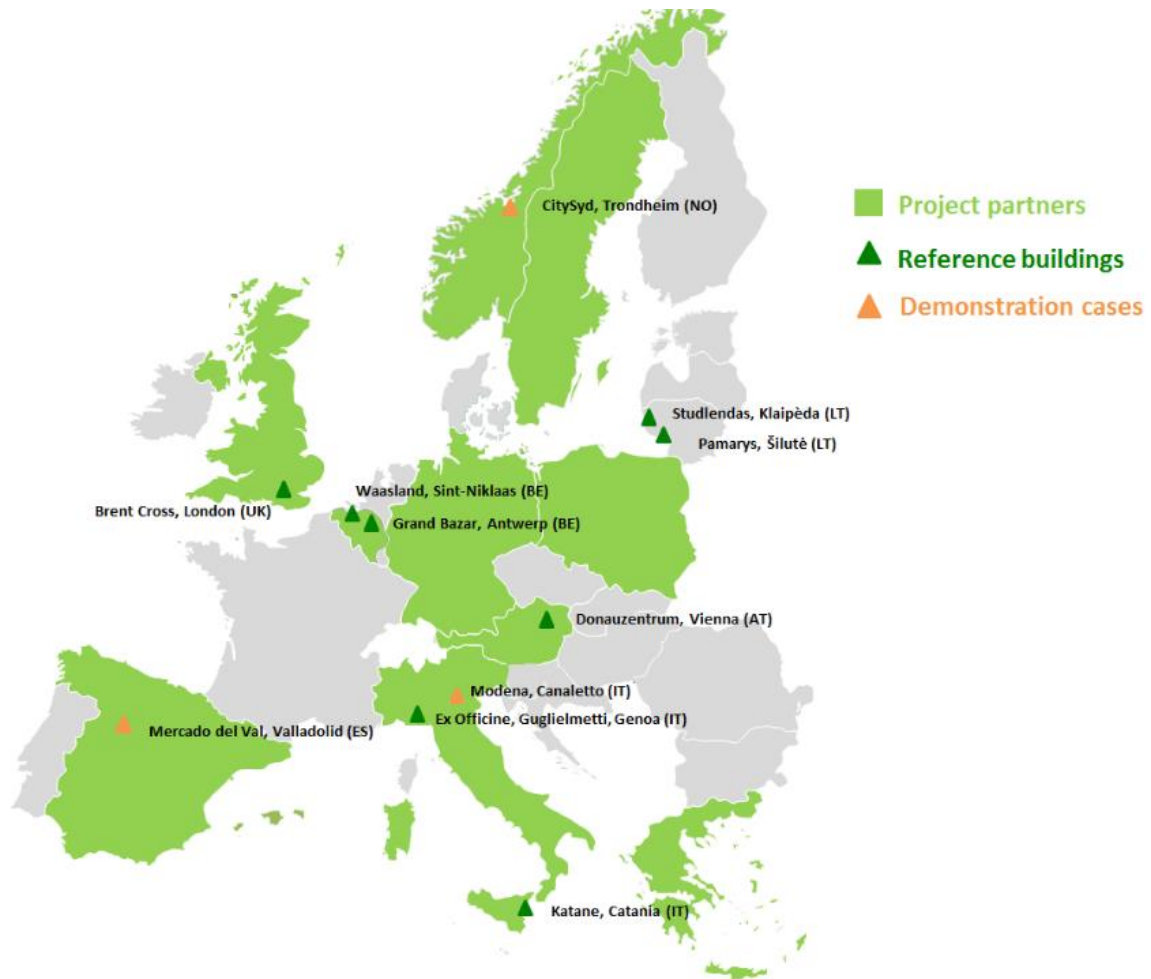 CitySyd, Trondheim (NO)
Project partners
Reference buildings
Demonstration cases
Studlendas, Klaipèda (LT)
Pamarys, Šilutè (LT)
Waasland, Sint-Niklaas (BE)
Brent Cross, London (UK)
Grand Bazar, Antwerp (BE)
Donauzentrum, Vienna (AT)
Modena, Canaletto (IT)
Ex Officine, Guglielmetti, Genoa (IT)
Mercado del Val, Valladolid (ES)
Katane, Catania (IT)